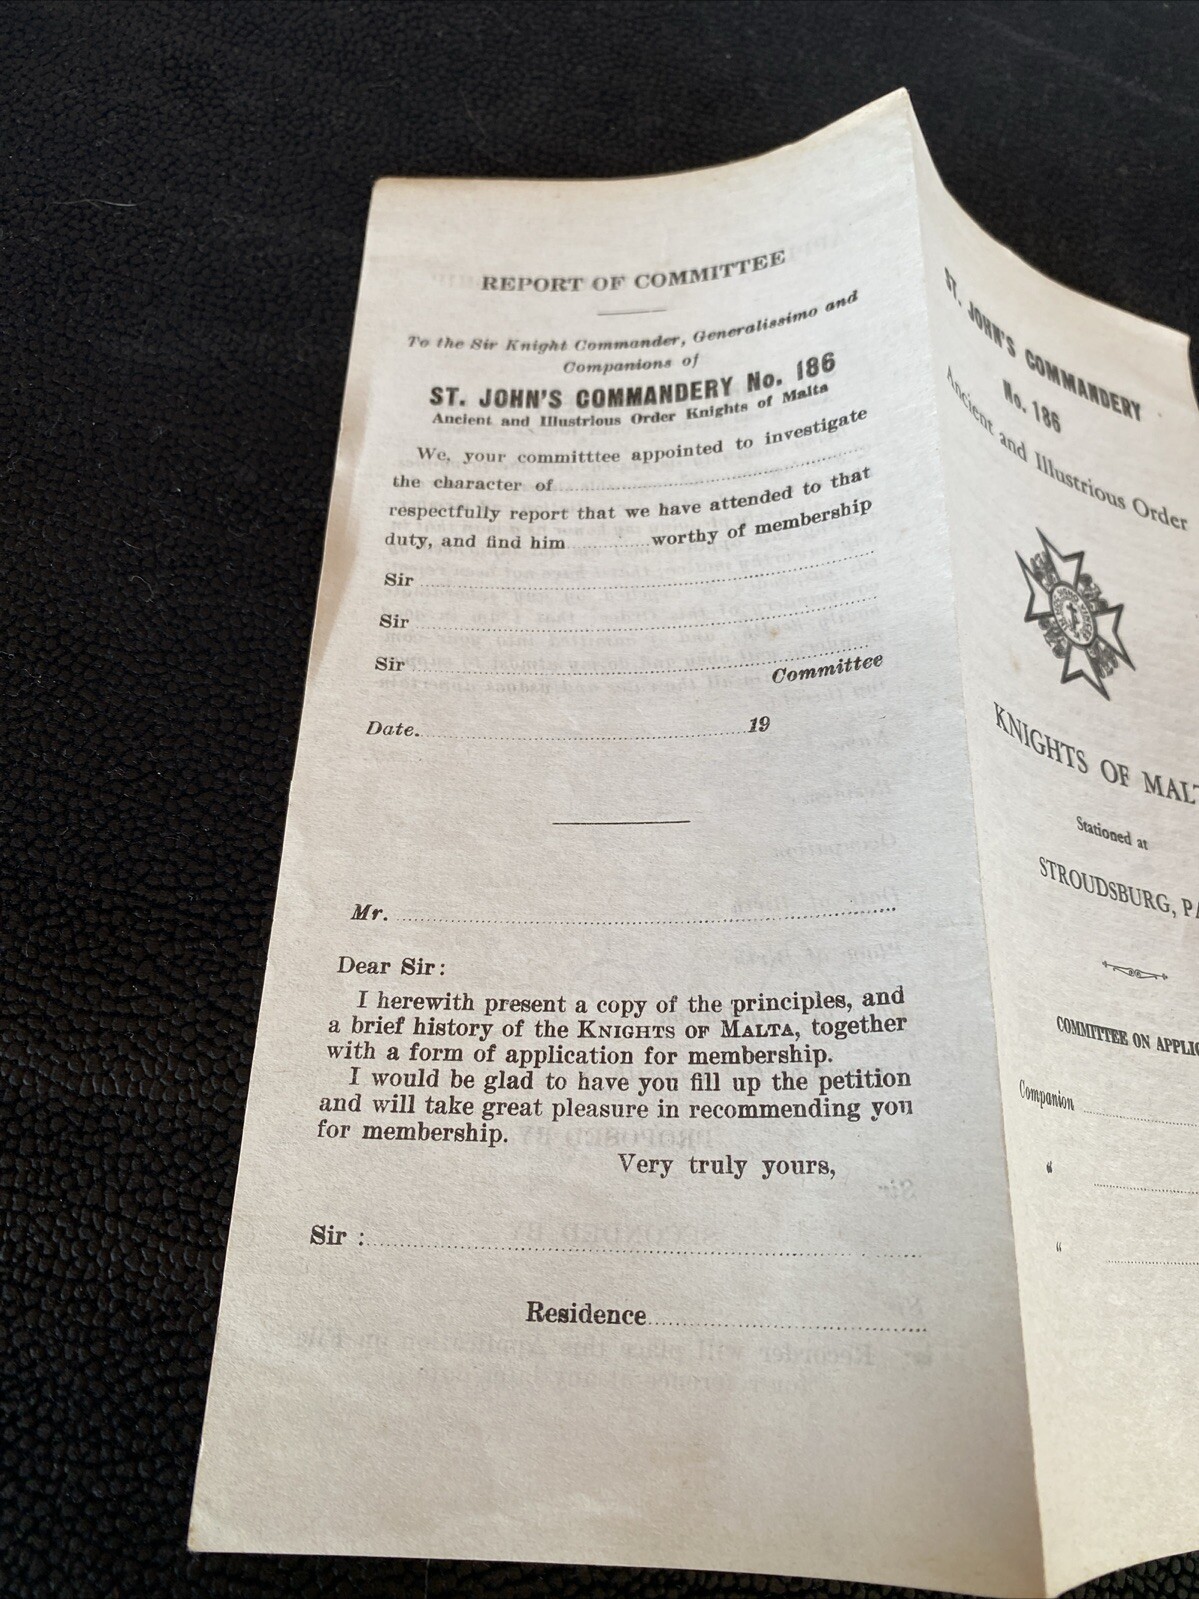 REPORT OF COMMITTEE
To the Sir Knight Commander, Generalissimo and
Companions of
ST. JOHN'S COMMANDERY No. 186
Ancient and Illustrious Order Knights of Malta
We, your committtee appointed to investigate
the character of
respectfully report that we have attended to that
duty, and find him worthy of membership
Sir
Sir
Sir
Committee
Date. 19
Mr.
Dear Sir:
I herewith present a copy of the principles, and
a brief history of the KNIGHTS OF MALTA, together
with a form of application for membership.
I would be glad to have you fill up the petition
and will take great pleasure in recommending you
for membership.
Very truly yours,
Sir :
Residence
ST. JOHN'S COMMANDERY
No. 186
Ancient and Illustrious Order
KNIGHTS OF MALT
Stationed at
STROUDSBURG, PA
COMMITTEE ON APPLIC
Companion
"
"